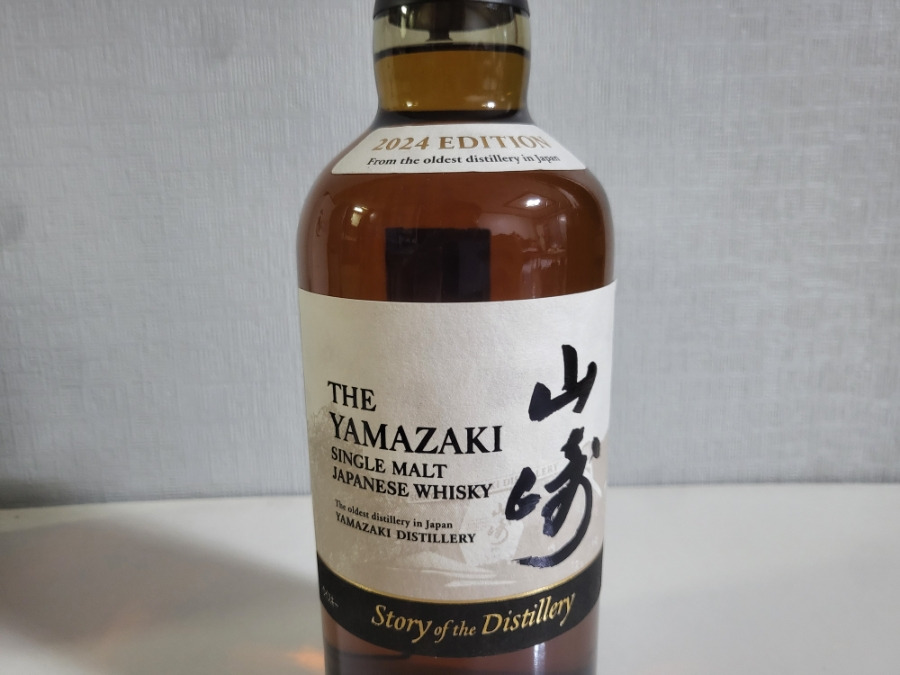 2024 EDITION
From the oldest distillery in Japan
THE
YAMAZAKI
SINGLE MALT
JAPANESE WHISKY
The oldest distillery in Japan
YAMAZAKI DISTILLERY
山崎
Story of the Distillery